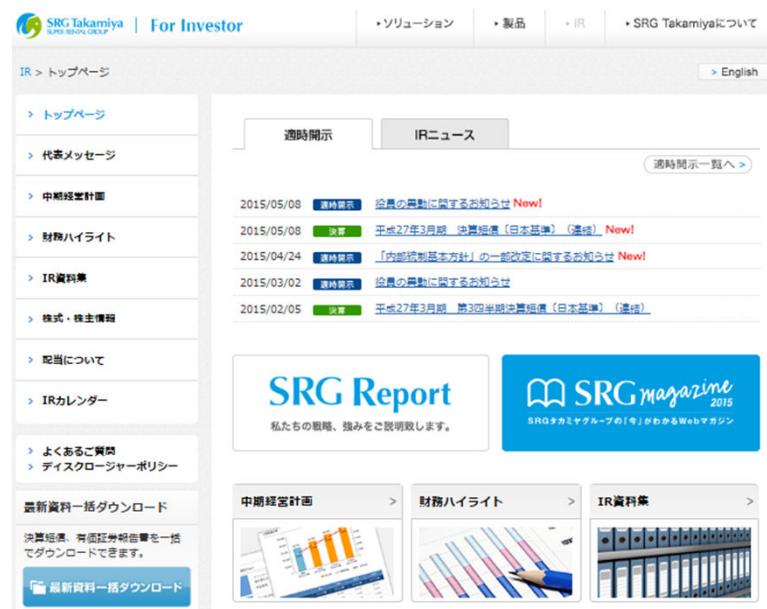 SRG Takamiya
SUPER RENTAL GROUP
For Investor
ソリューション
製品
IR
SRG Takamiyaについて
IR > トップページ
> English
> トップページ
> 代表メッセージ
> 中期経営計画
> 財務ハイライト
> IR資料集
> 株式・株主情報
> 配当について
> IRカレンダー
> よくあるご質問
> ディスクロージャーポリシー
最新資料一括ダウンロード
決算短信、有価証券報告書を一括
でダウンロードできます。
最新資料一括ダウンロード
適時開示
IRニュース
適時開示一覧へ >
2015/05/08 適時開示 役員の異動に関するお知らせ New!
2015/05/08 決算 平成27年3月期 決算短信〔日本基準〕（連結） New!
2015/04/24 適時開示 「内部統制基本方針」の一部改定に関するお知らせ New!
2015/03/02 適時開示 役員の異動に関するお知らせ
2015/02/05 決算 平成27年3月期 第3四半期決算短信〔日本基準〕（連結）
SRG Report
私たちの戦略、強みをご説明致します。
SRG magazine
2015
SRGタカミヤグループの「今」がわかるWebマガジン
中期経営計画 >
財務ハイライト >
IR資料集 >